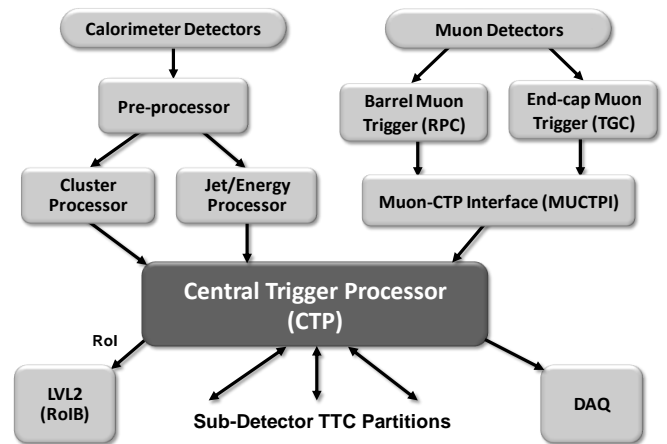 Calorimeter Detectors
Muon Detectors
Pre-processor
Barrel Muon
Trigger (RPC)
End-cap Muon
Trigger (TGC)
Cluster
Processor
Jet/Energy
Processor
Muon-CTP Interface (MUCTPI)
Central Trigger Processor
(CTP)
RoI
LVL2
(RoIB)
Sub-Detector TTC Partitions
DAQ